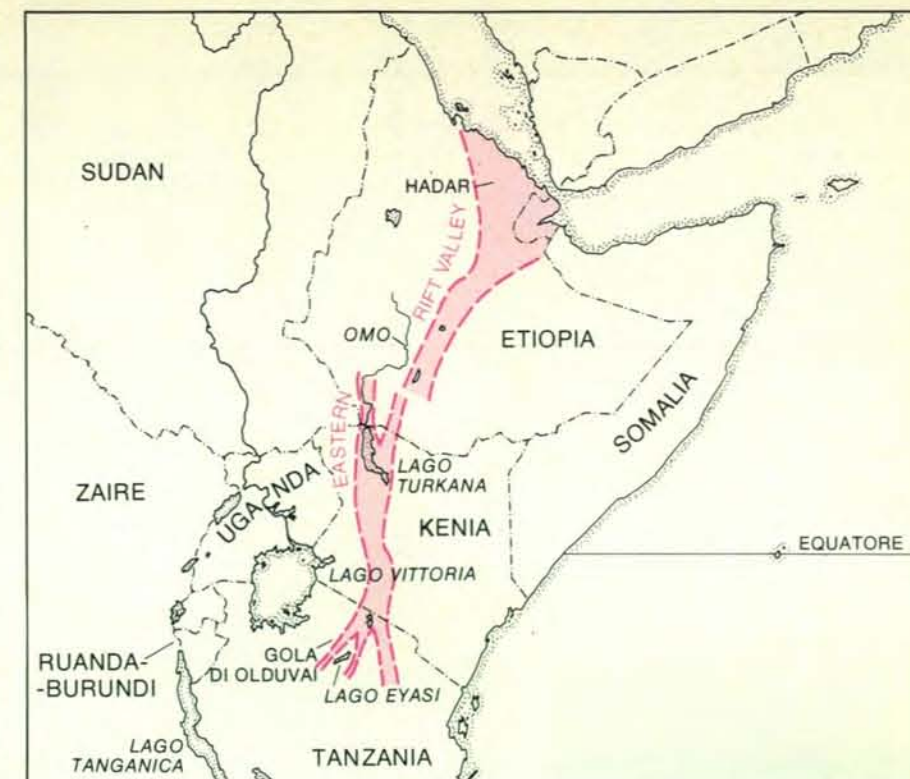 SUDAN
HADAR
RIFT VALLEY
OMO
ETIOPIA
SOMALIA
EASTERN
ZAIRE
UGANDA
LAGO
TURKANA
KENIA
EQUATORE
LAGO VITTORIA
RUANDA-
-BURUNDI
GOLA
DI OLDUVAI
LAGO EYASI
LAGO
TANGANICA
TANZANIA